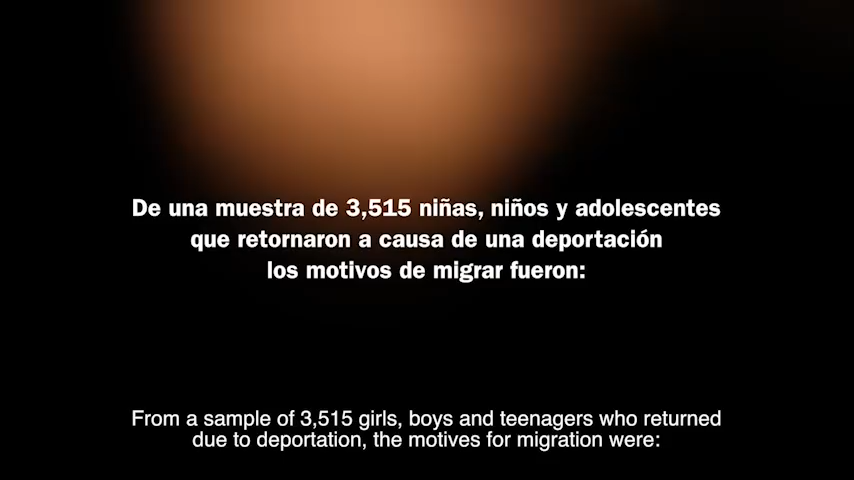 De una muestra de 3,515 niñas, niños y adolescentes
que retornaron a causa de una deportación
los motivos de migrar fueron:
From a sample of 3,515 girls, boys and teenagers who returned
due to deportation, the motives for migration were: